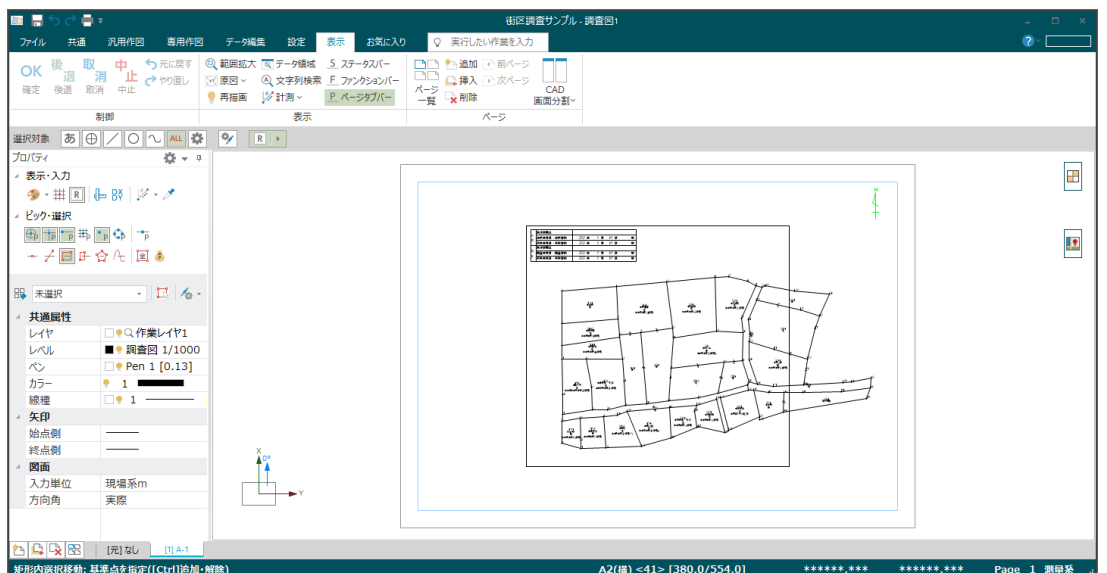 街区調査サンプル - 調査図1
ファイル 共通 汎用作図 専用作図 データ編集 設定 表示 お気に入り 実行したい作業を入力
OK 確定 後退 後退 取消 取消 中止 中止 元に戻す やり直し
制御
範囲拡大 データ領域 S ステータスバー
原図 文字列検索 F ファンクションバー
再描画 計測 P ページタブバー
表示
ページ一覧 追加 挿入 削除 前ページ 次ページ CAD画面分割
ページ
選択対象 あ ALL R
プロパティ
表示・入力
R
ピック・選択
未選択
共通属性
レイヤ 作業レイヤ1
レベル 調査図 1/1000
ペン Pen 1 [0.13]
カラー 1
線種 1
矢印
始点側
終点側
図面
入力単位 現場系m
方向角 実際
X
0°
Y
[元] なし [1] A-1
矩形内選択移動: 基準点を指定([Ctrl]追加・解除)
A2(横) <41> [380.0/554.0] ******.*** ******.*** Page 1 測量系